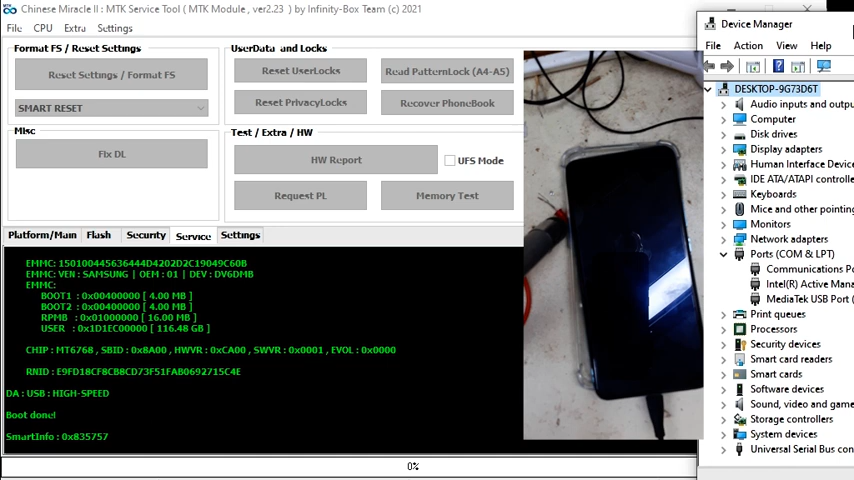 Chinese Miracle II : MTK Service Tool ( MTK Module , ver2.23 ) by Infinity-Box Team (c) 2021
File CPU Extra Settings
Format FS / Reset Settings
Reset Settings / Format FS
SMART RESET
Misc
Fix DL
UserData and Locks
Reset UserLocks
Read PatternLock (A4-A5)
Reset PrivacyLocks
Recover PhoneBook
Test / Extra / HW
HW Report
UFS Mode
Request PL
Memory Test
Platform/Main Flash Security Service Settings
EMMC: 150100445636444D4202D2C19049C60B
EMMC: VEN : SAMSUNG | OEM : 01 | DEV : DV6DMB
EMMC:
BOOT1 : 0x00400000 [ 4.00 MB ]
BOOT2 : 0x00400000 [ 4.00 MB ]
RPMB : 0x01000000 [ 16.00 MB ]
USER : 0x1D1EC00000 [ 116.48 GB ]
CHIP : MT6768 , SBID : 0x8A00 , HWVR : 0xCA00 , SWVR : 0x0001 , EVOL : 0x0000
RNID : E9FD18CF8CB8CD73F51FAB0692715C4E
DA : USB : HIGH-SPEED
Boot done!
SmartInfo : 0x835757
0%
Device Manager
File Action View Help
DESKTOP-9G73D6T
Audio inputs and outpu
Computer
Disk drives
Display adapters
Human Interface Device
IDE ATA/ATAPI controlle
Keyboards
Mice and other pointing
Monitors
Network adapters
Ports (COM & LPT)
Communications Po
Intel(R) Active Mana
MediaTek USB Port (
Print queues
Processors
Security devices
Smart card readers
Smart cards
Software devices
Sound, video and game
Storage controllers
System devices
Universal Serial Bus con